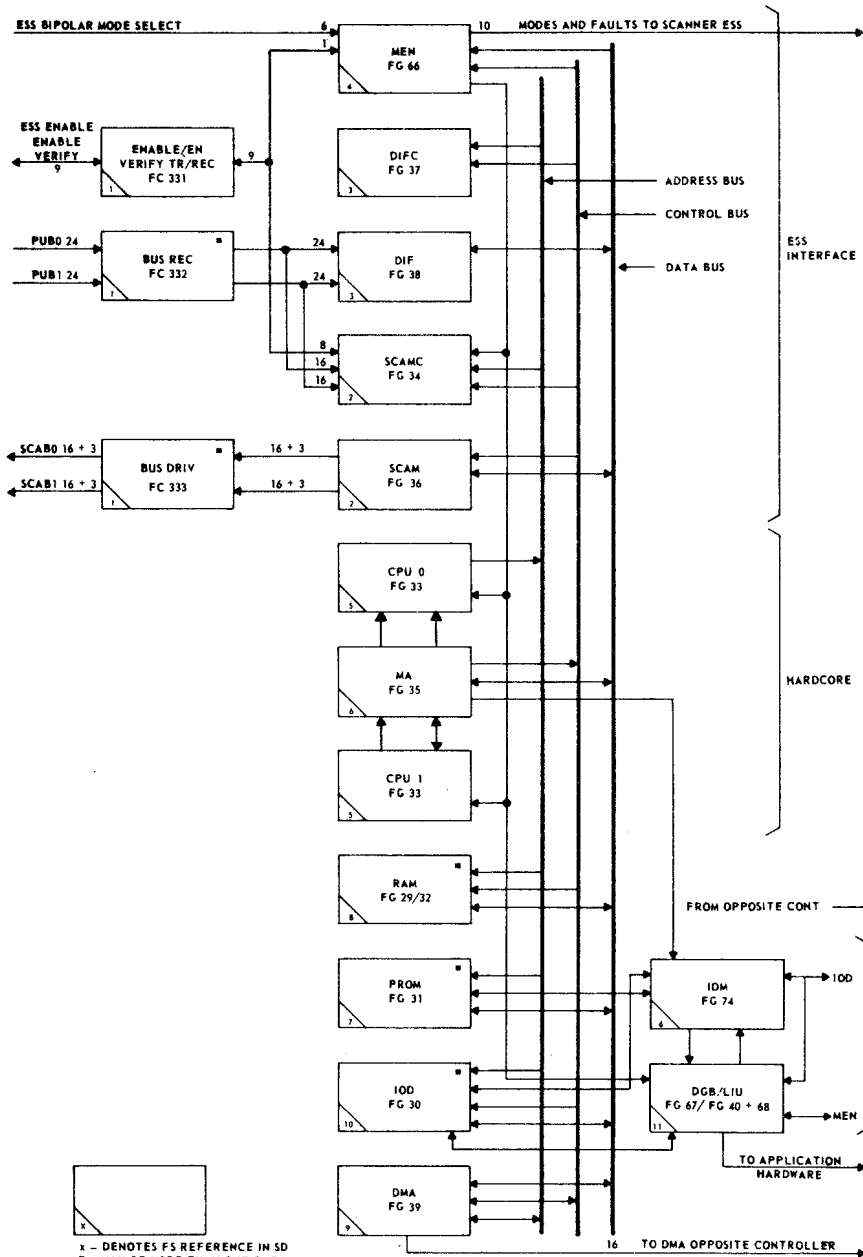 ESS BIPOLAR MODE SELECT
6
1
MEN
FG 66
4
10
MODES AND FAULTS TO SCANNER ESS
ESS ENABLE
ENABLE
VERIFY
9
ENABLE/EN
VERIFY TR/REC
FC 331
1
9
DIFC
FG 37
3
ADDRESS BUS
CONTROL BUS
DATA BUS
ESS
INTERFACE
PUB0 24
PUB1 24
BUS REC
FC 332
1
24
24
DIF
FG 38
3
8
16
16
SCAMC
FG 34
2
SCAB0 16 + 3
SCAB1 16 + 3
BUS DRIV
FC 333
1
16 + 3
16 + 3
SCAM
FG 36
2
CPU 0
FG 33
5
MA
FG 35
6
HARDCORE
CPU 1
FG 33
5
RAM
FG 29/32
8
FROM OPPOSITE CONT
PROM
FG 31
7
IDM
FG 74
6
IOD
IOD
FG 30
10
DGB/LIU
FG 67/ FG 40 + 68
11
MEN
TO APPLICATION
HARDWARE
DMA
FG 39
9
16
TO DMA OPPOSITE CONTROLLER
x
x - DENOTES FS REFERENCE IN SD